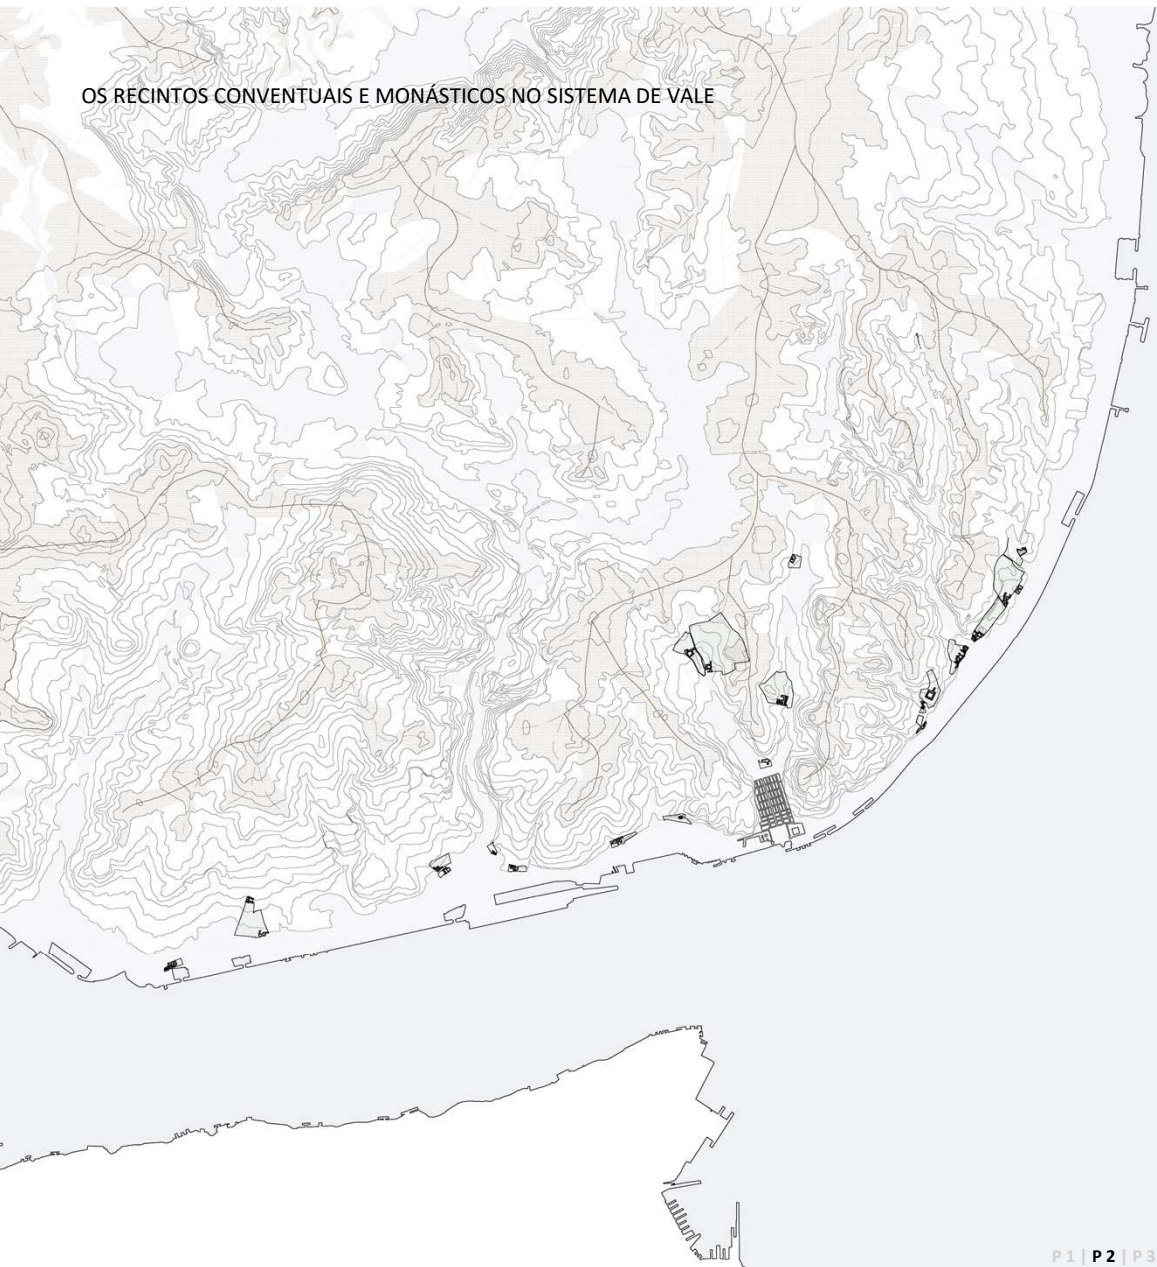 OS RECINTOS CONVENTUAIS E MONÁSTICOS NO SISTEMA DE VALE
P 1 | P 2 | P 3